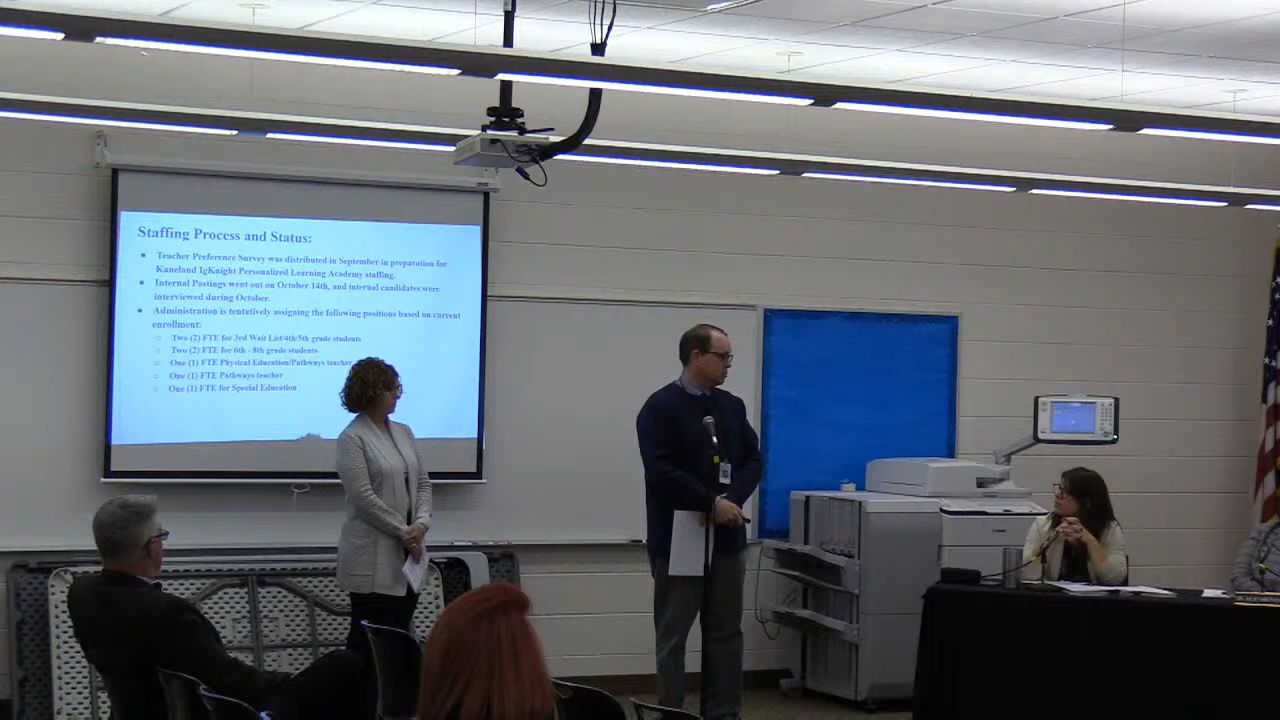 Staffing Process and Status:
● Teacher Preference Survey was distributed in September in preparation for
Kaneland IgKnight Personalized Learning Academy staffing.
● Internal Postings went out on October 14th, and internal candidates were
interviewed during October.
● Administration is tentatively assigning the following positions based on current
enrollment:
○ Two (2) FTE for 3rd Wait List/4th/5th grade students
○ Two (2) FTE for 6th - 8th grade students
○ One (1) FTE Physical Education/Pathways teacher
○ One (1) FTE Pathways teacher
○ One (1) FTE for Special Education